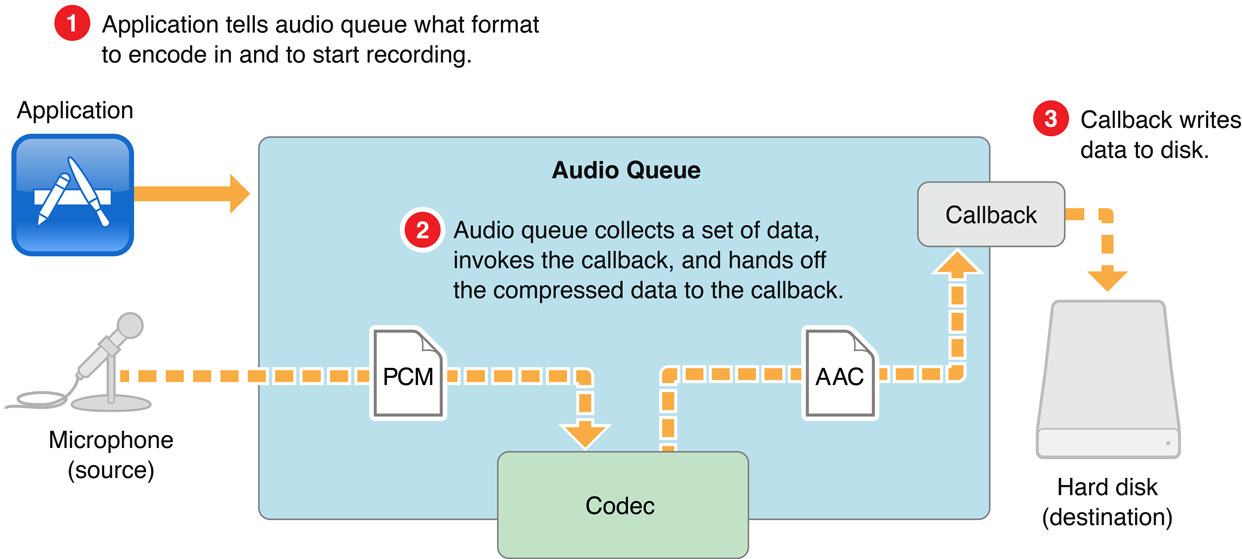 1 Application tells audio queue what format
to encode in and to start recording.
Application
3 Callback writes
data to disk.
Audio Queue
Callback
2 Audio queue collects a set of data,
invokes the callback, and hands off
the compressed data to the callback.
PCM
AAC
Microphone
(source)
Codec
Hard disk
(destination)